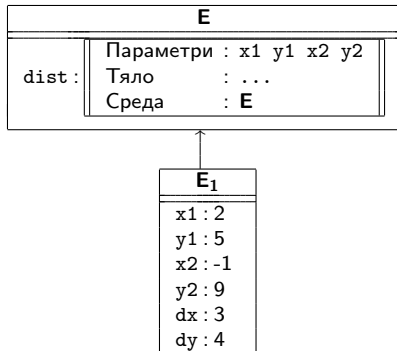 E
Параметри : x1 y1 x2 y2
dist : Тяло : ...
Среда : E
E1
x1 : 2
y1 : 5
x2 : -1
y2 : 9
dx : 3
dy : 4